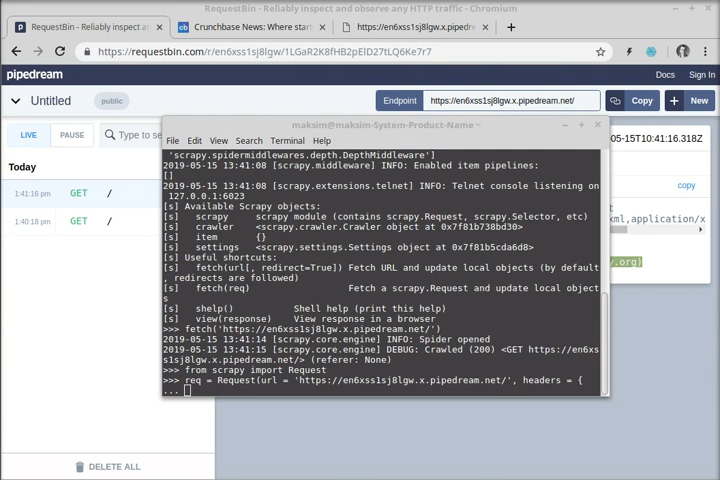 RequestBin - Reliably inspect and observe any HTTP traffic - Chromium
RequestBin - Reliably inspect an
Crunchbase News: Where start
https://en6xss1sj8lgw.x.pipedre
https://requestbin.com/r/en6xss1sj8lgw/1LGaR2K8fHB2pElD27tLQ6Ke7r7
pipedream
Docs
Sign In
Untitled
public
Endpoint
https://en6xss1sj8lgw.x.pipedream.net/
Copy
New
LIVE
PAUSE
Type to se
Today
1:41:16 pm GET /
1:40:18 pm GET /
DELETE ALL
05-15T10:41:16.318Z
copy
xml,application/x
/.org)
maksim@maksim-System-Product-Name ~
File Edit View Search Terminal Help
'scrapy.spidermiddlewares.depth.DepthMiddleware']
2019-05-15 13:41:08 [scrapy.middleware] INFO: Enabled item pipelines:
[]
2019-05-15 13:41:08 [scrapy.extensions.telnet] INFO: Telnet console listening on
127.0.0.1:6023
[s] Available Scrapy objects:
[s] scrapy scrapy module (contains scrapy.Request, scrapy.Selector, etc)
[s] crawler <scrapy.crawler.Crawler object at 0x7f81b738bd30>
[s] item {}
[s] settings <scrapy.settings.Settings object at 0x7f81b5cda6d8>
[s] Useful shortcuts:
[s] fetch(url[, redirect=True]) Fetch URL and update local objects (by default
, redirects are followed)
[s] fetch(req) Fetch a scrapy.Request and update local object
s
[s] shelp() Shell help (print this help)
[s] view(response) View response in a browser
>>> fetch('https://en6xss1sj8lgw.x.pipedream.net/')
2019-05-15 13:41:14 [scrapy.core.engine] INFO: Spider opened
2019-05-15 13:41:15 [scrapy.core.engine] DEBUG: Crawled (200) <GET https://en6xs
s1sj8lgw.x.pipedream.net/> (referer: None)
>>> from scrapy import Request
>>> req = Request(url = 'https://en6xss1sj8lgw.x.pipedream.net/', headers = {
...